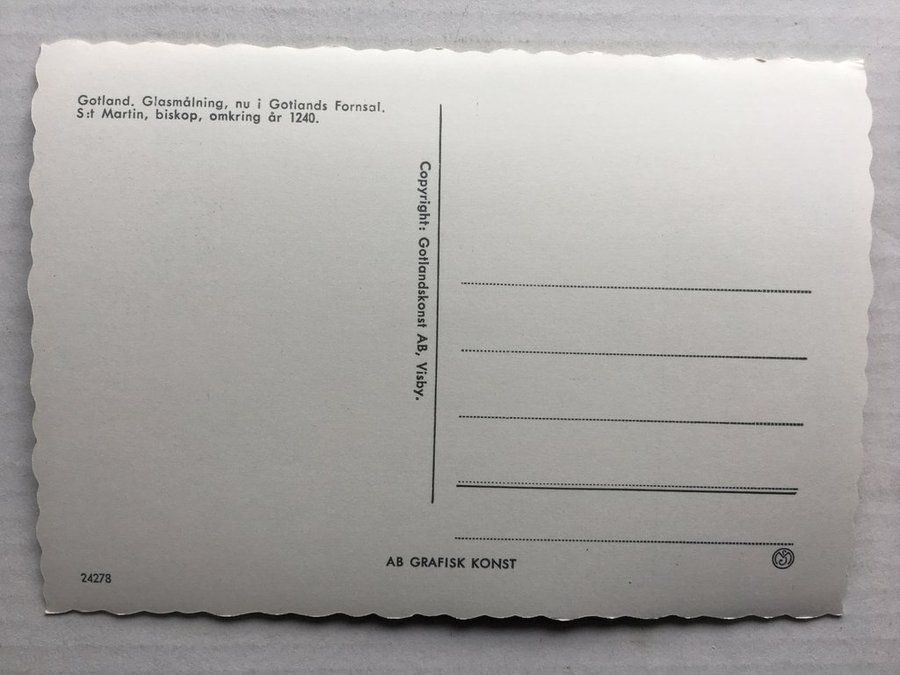 Gotland. Glasmålning, nu i Gotlands Fornsal.
S:t Martin, biskop, omkring år 1240.
Copyright: Gotlandskonst AB, Visby.
AB GRAFISK KONST
24278